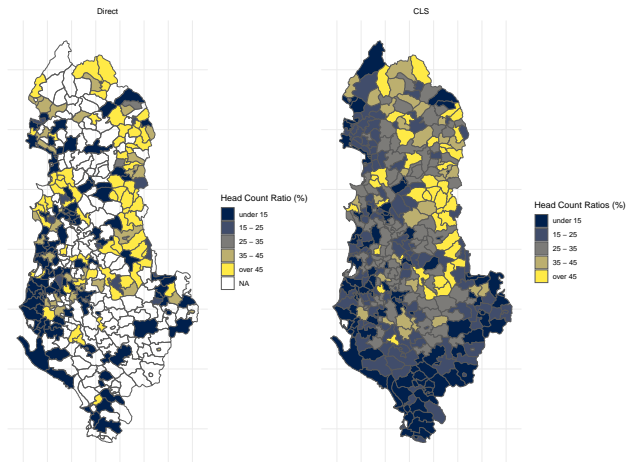 Direct
CLS
Head Count Ratio (%)
under 15
15 – 25
25 – 35
35 – 45
over 45
NA
Head Count Ratios (%)
under 15
15 – 25
25 – 35
35 – 45
over 45